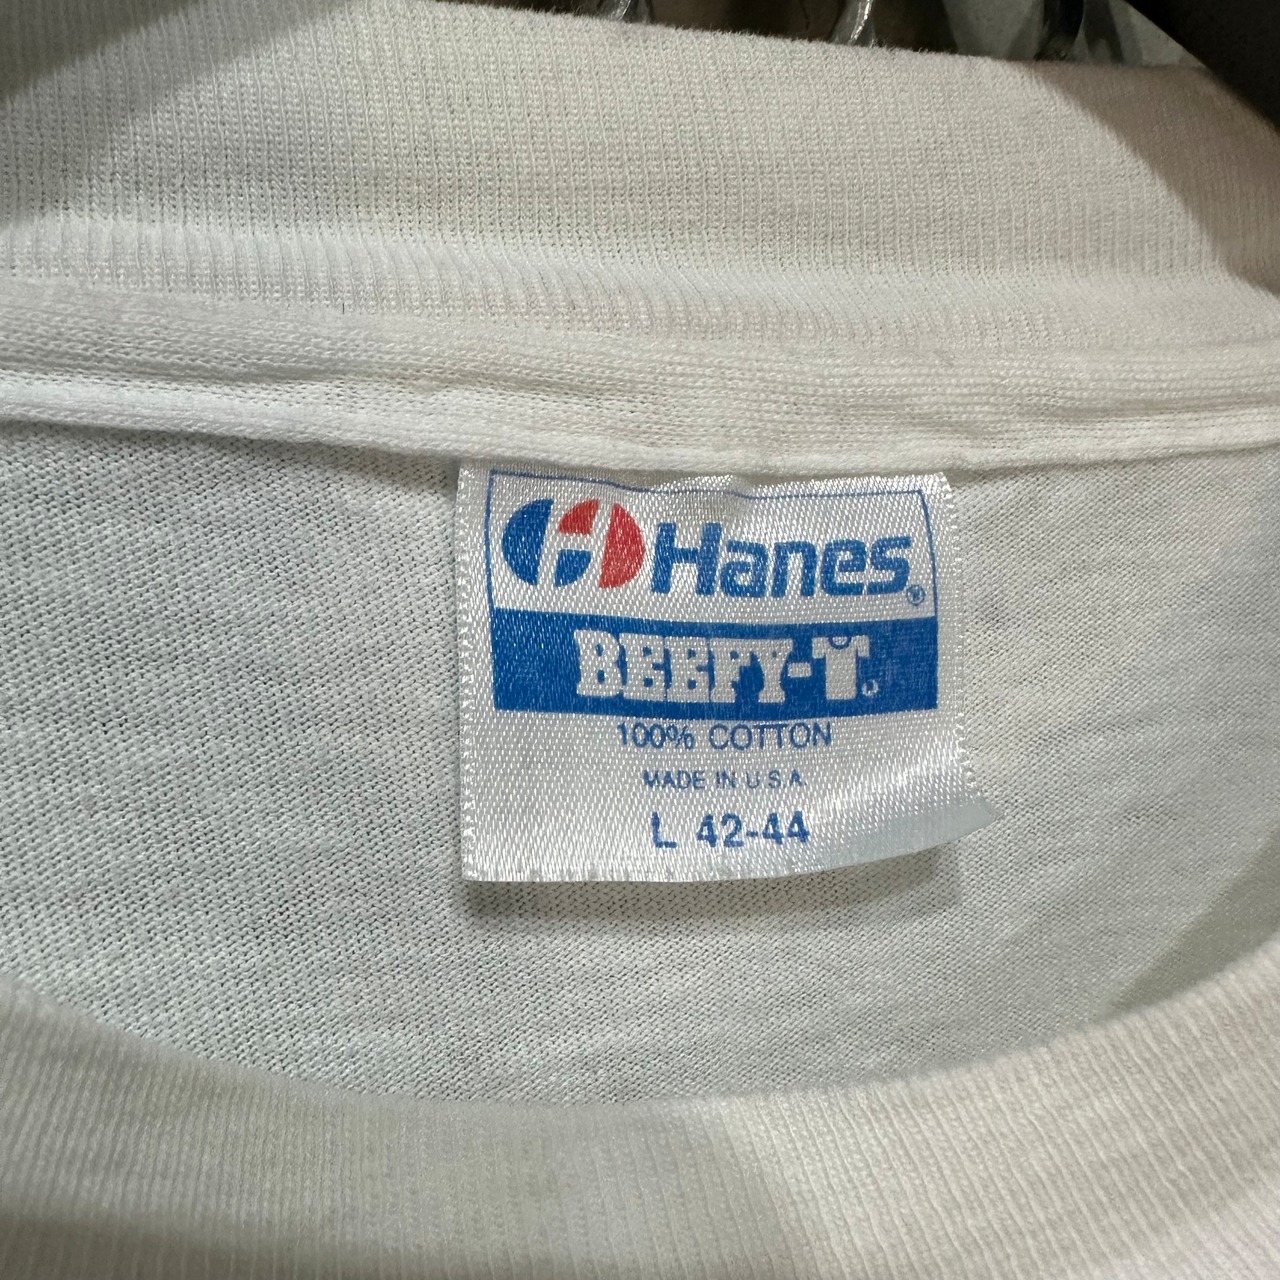 Hanes®
BEEFY-T®
100% COTTON
MADE IN U.S.A.
L 42-44